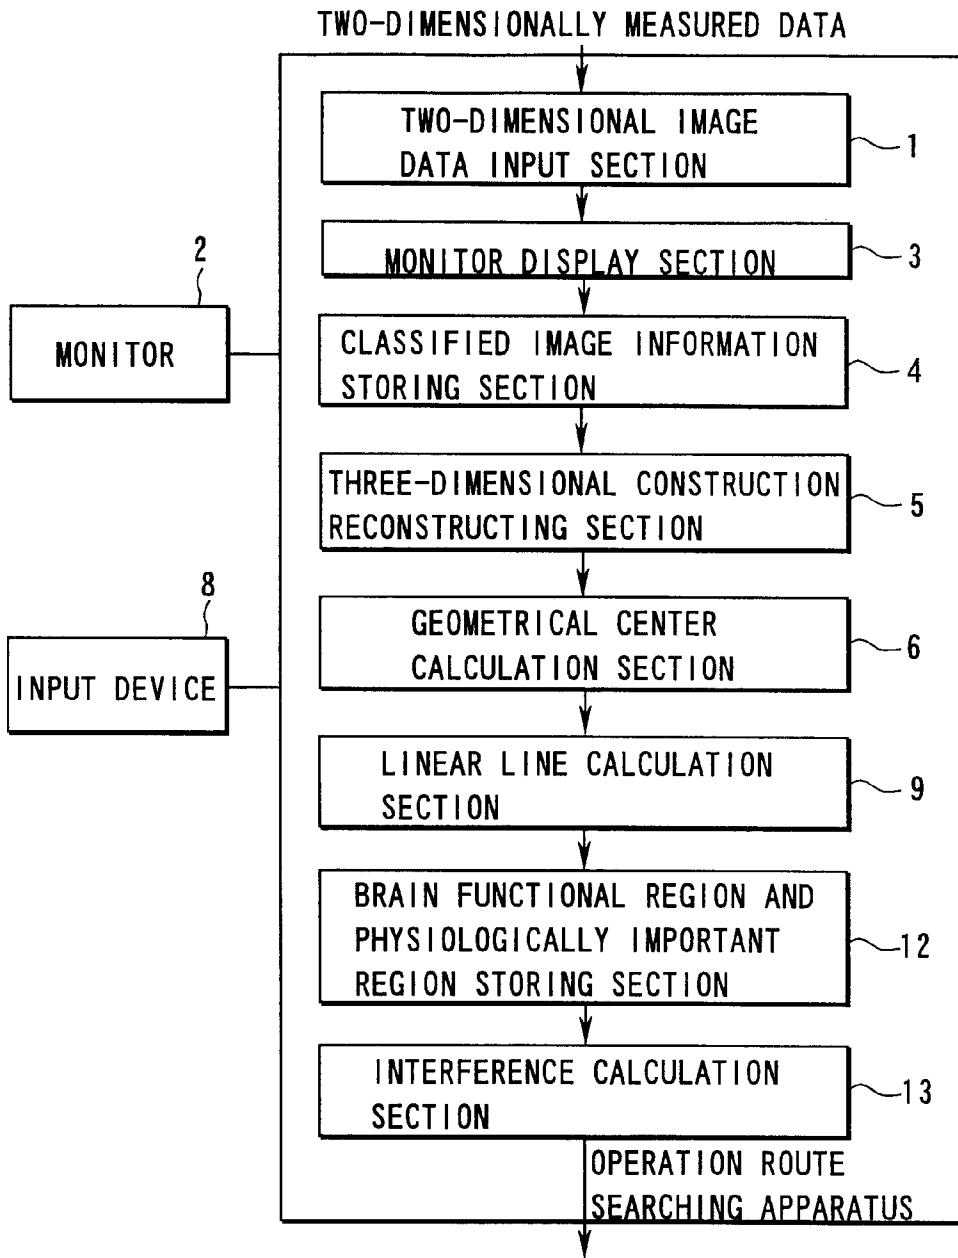 TWO-DIMENSIONALLY MEASURED DATA
TWO-DIMENSIONAL IMAGE
DATA INPUT SECTION
1
MONITOR DISPLAY SECTION
3
2
MONITOR
CLASSIFIED IMAGE INFORMATION
STORING SECTION
4
THREE-DIMENSIONAL CONSTRUCTION
RECONSTRUCTING SECTION
5
8
INPUT DEVICE
GEOMETRICAL CENTER
CALCULATION SECTION
6
LINEAR LINE CALCULATION
SECTION
9
BRAIN FUNCTIONAL REGION AND
PHYSIOLOGICALLY IMPORTANT
REGION STORING SECTION
12
INTERFERENCE CALCULATION
SECTION
13
OPERATION ROUTE
SEARCHING APPARATUS